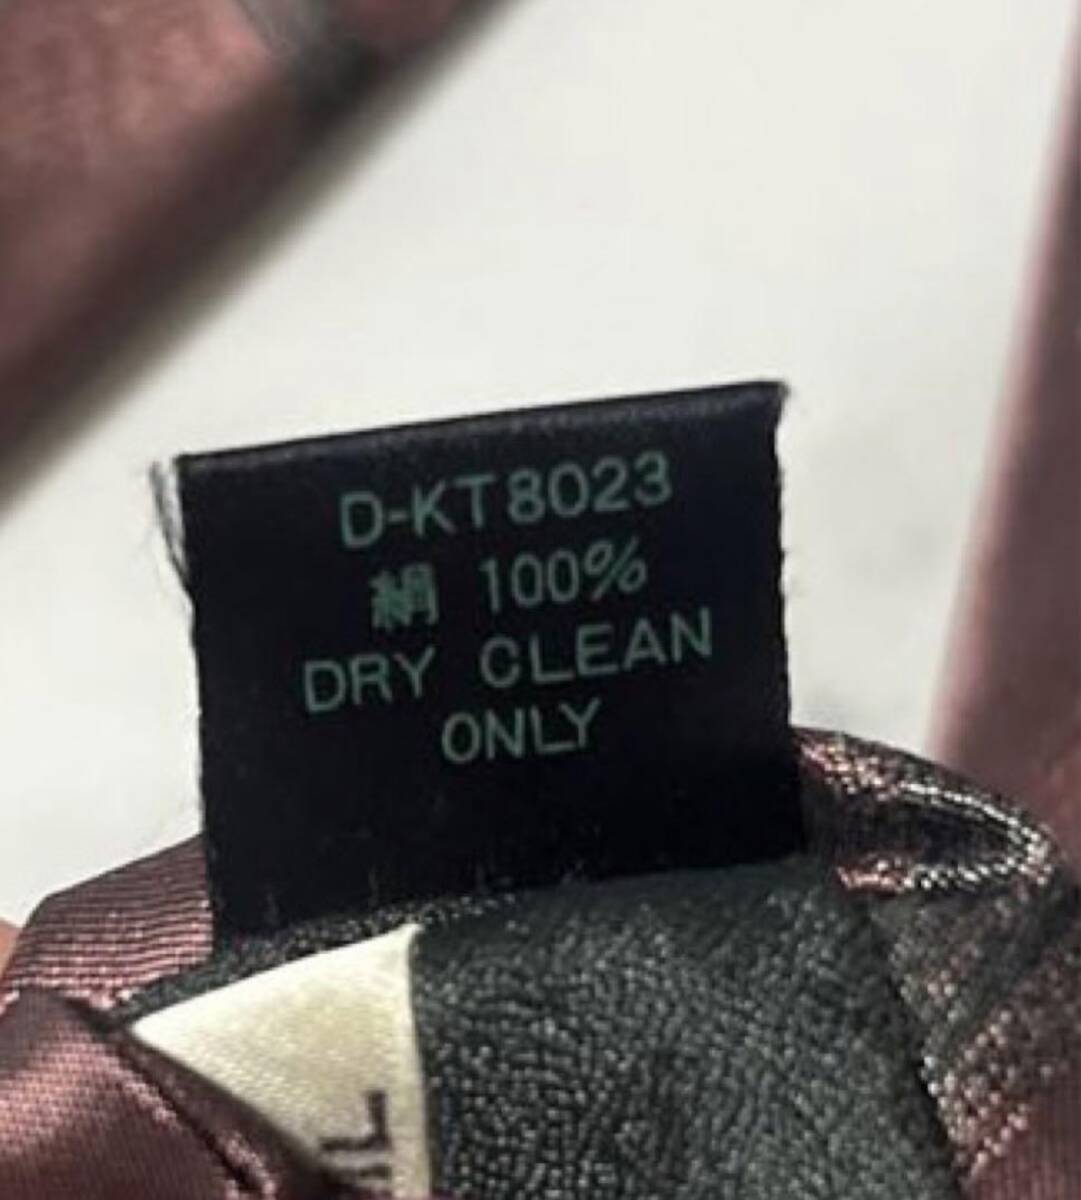 D-KT8023
絹 100%
DRY CLEAN
ONLY